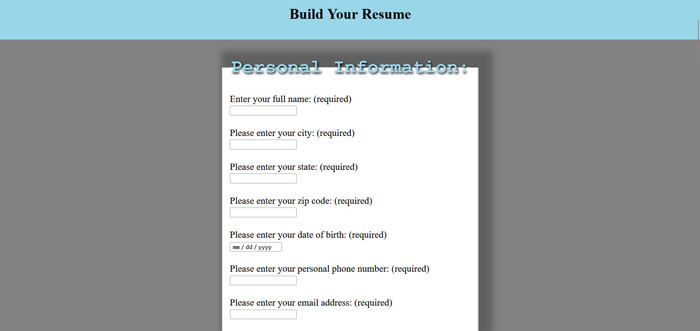 Build Your Resume
Personal Information:
Enter your full name: (required)
Please enter your city: (required)
Please enter your state: (required)
Please enter your zip code: (required)
Please enter your date of birth: (required)
mm / dd / yyyy
Please enter your personal phone number: (required)
Please enter your email address: (required)